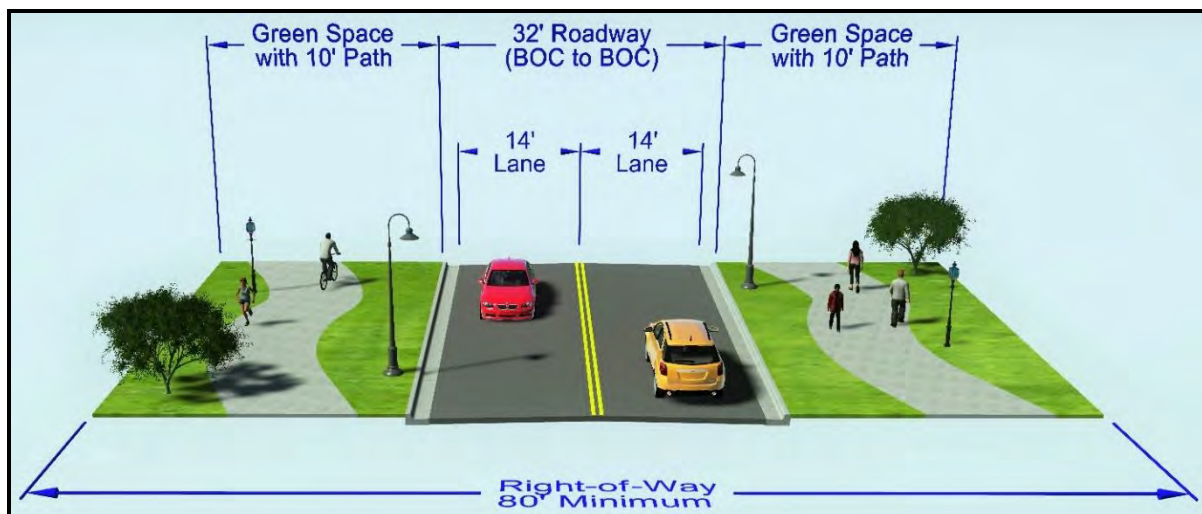 Green Space
with 10' Path
32' Roadway
(BOC to BOC)
Green Space
with 10' Path
14'
Lane
14'
Lane
Right-of-Way
80' Minimum